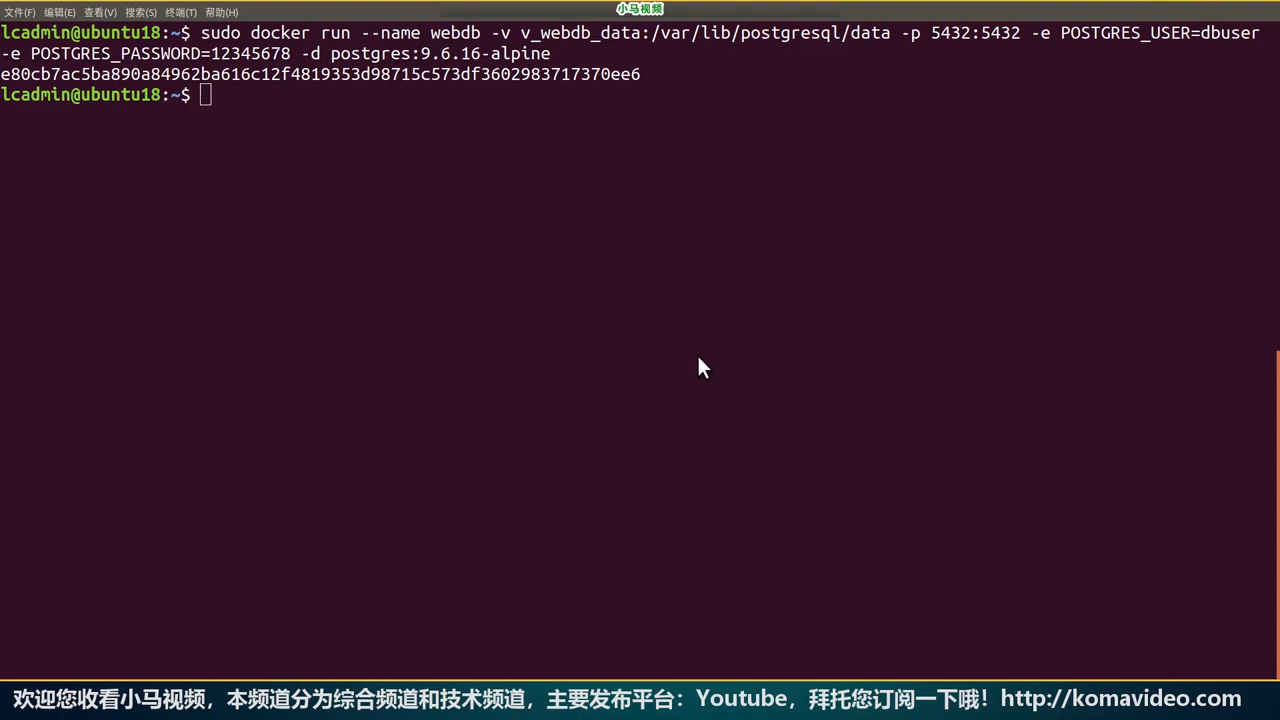 小马视频
文件(F) 编辑(E) 查看(V) 搜索(S) 终端(T) 帮助(H)
lcadmin@ubuntu18:~$ sudo docker run --name webdb -v v_webdb_data:/var/lib/postgresql/data -p 5432:5432 -e POSTGRES_USER=dbuser
-e POSTGRES_PASSWORD=12345678 -d postgres:9.6.16-alpine
e80cb7ac5ba890a84962ba616c12f4819353d98715c573df3602983717370ee6
lcadmin@ubuntu18:~$
欢迎您收看小马视频，本频道分为综合频道和技术频道，主要发布平台：Youtube，拜托您订阅一下哦！http://komavideo.com